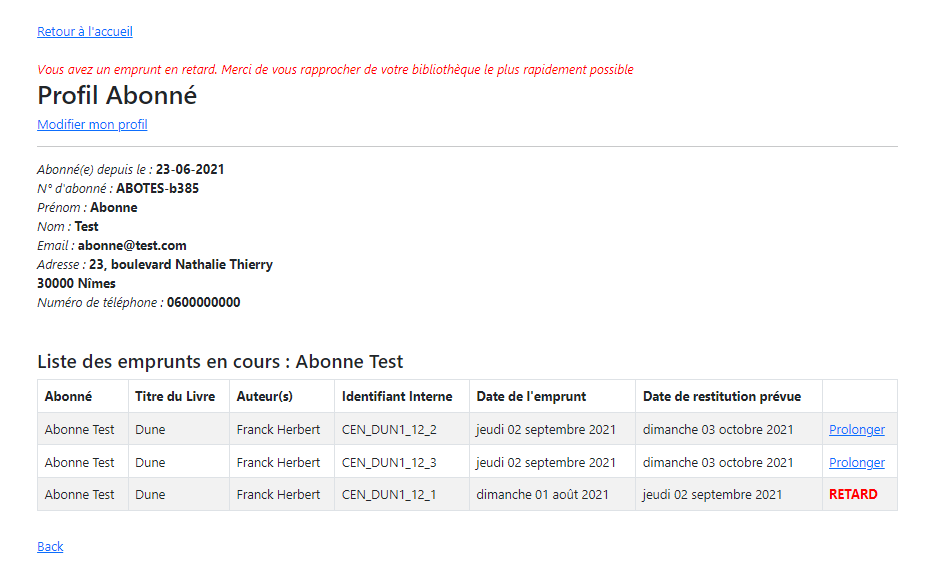 Retour à l'accueil
Vous avez un emprunt en retard. Merci de vous rapprocher de votre bibliothèque le plus rapidement possible
Profil Abonné
Modifier mon profil
Abonné(e) depuis le : 23-06-2021
N° d'abonné : ABOTES-b385
Prénom : Abonne
Nom : Test
Email : abonne@test.com
Adresse : 23, boulevard Nathalie Thierry
30000 Nîmes
Numéro de téléphone : 0600000000
Liste des emprunts en cours : Abonne Test
Abonné Titre du Livre Auteur(s) Identifiant Interne Date de l'emprunt Date de restitution prévue
Abonne Test Dune Franck Herbert CEN_DUN1_12_2 jeudi 02 septembre 2021 dimanche 03 octobre 2021 Prolonger
Abonne Test Dune Franck Herbert CEN_DUN1_12_3 jeudi 02 septembre 2021 dimanche 03 octobre 2021 Prolonger
Abonne Test Dune Franck Herbert CEN_DUN1_12_1 dimanche 01 août 2021 jeudi 02 septembre 2021 RETARD
Back